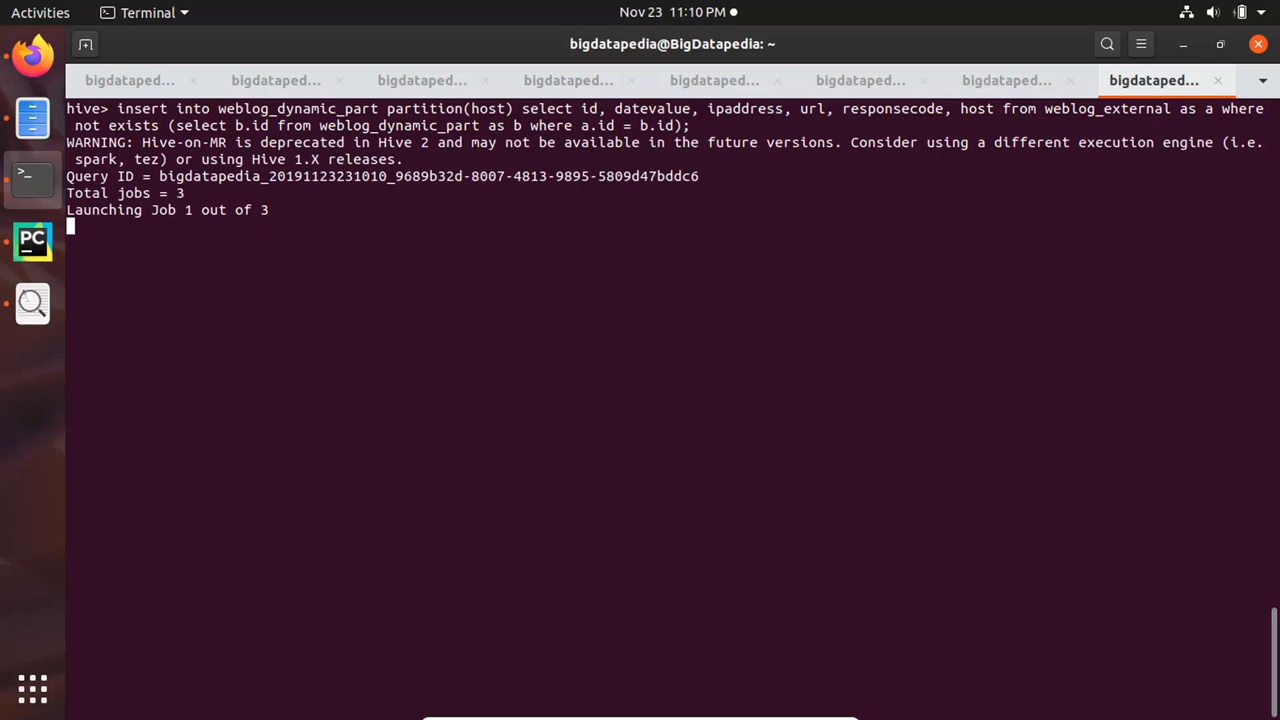 Activities
Terminal
Nov 23 11:10 PM
bigdatapedia@BigDatapedia: ~
bigdataped... bigdataped... bigdataped... bigdataped... bigdataped... bigdataped... bigdataped... bigdataped...
hive> insert into weblog_dynamic_part partition(host) select id, datevalue, ipaddress, url, responsecode, host from weblog_external as a where
not exists (select b.id from weblog_dynamic_part as b where a.id = b.id);
WARNING: Hive-on-MR is deprecated in Hive 2 and may not be available in the future versions. Consider using a different execution engine (i.e.
spark, tez) or using Hive 1.X releases.
Query ID = bigdatapedia_20191123231010_9689b32d-8007-4813-9895-5809d47bddc6
Total jobs = 3
Launching Job 1 out of 3
>_
PC